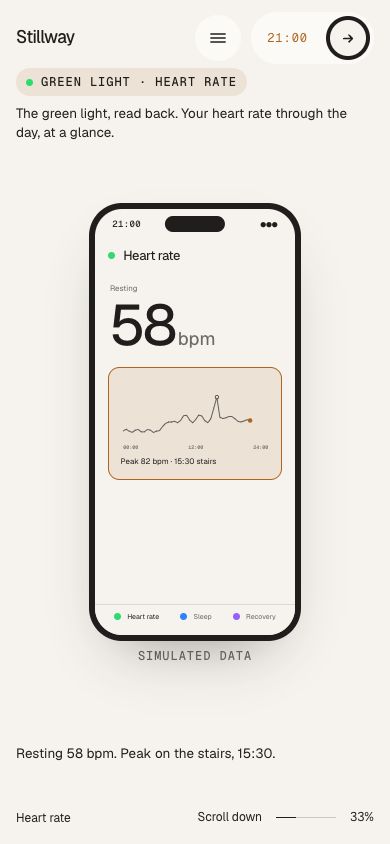 Stillway
21:00
GREEN LIGHT · HEART RATE
The green light, read back. Your heart rate through the
day, at a glance.
21:00
Heart rate
Resting
58bpm
00:00 12:00 24:00
Peak 82 bpm · 15:30 stairs
Heart rate Sleep Recovery
SIMULATED DATA
Resting 58 bpm. Peak on the stairs, 15:30.
Heart rate Scroll down 33%